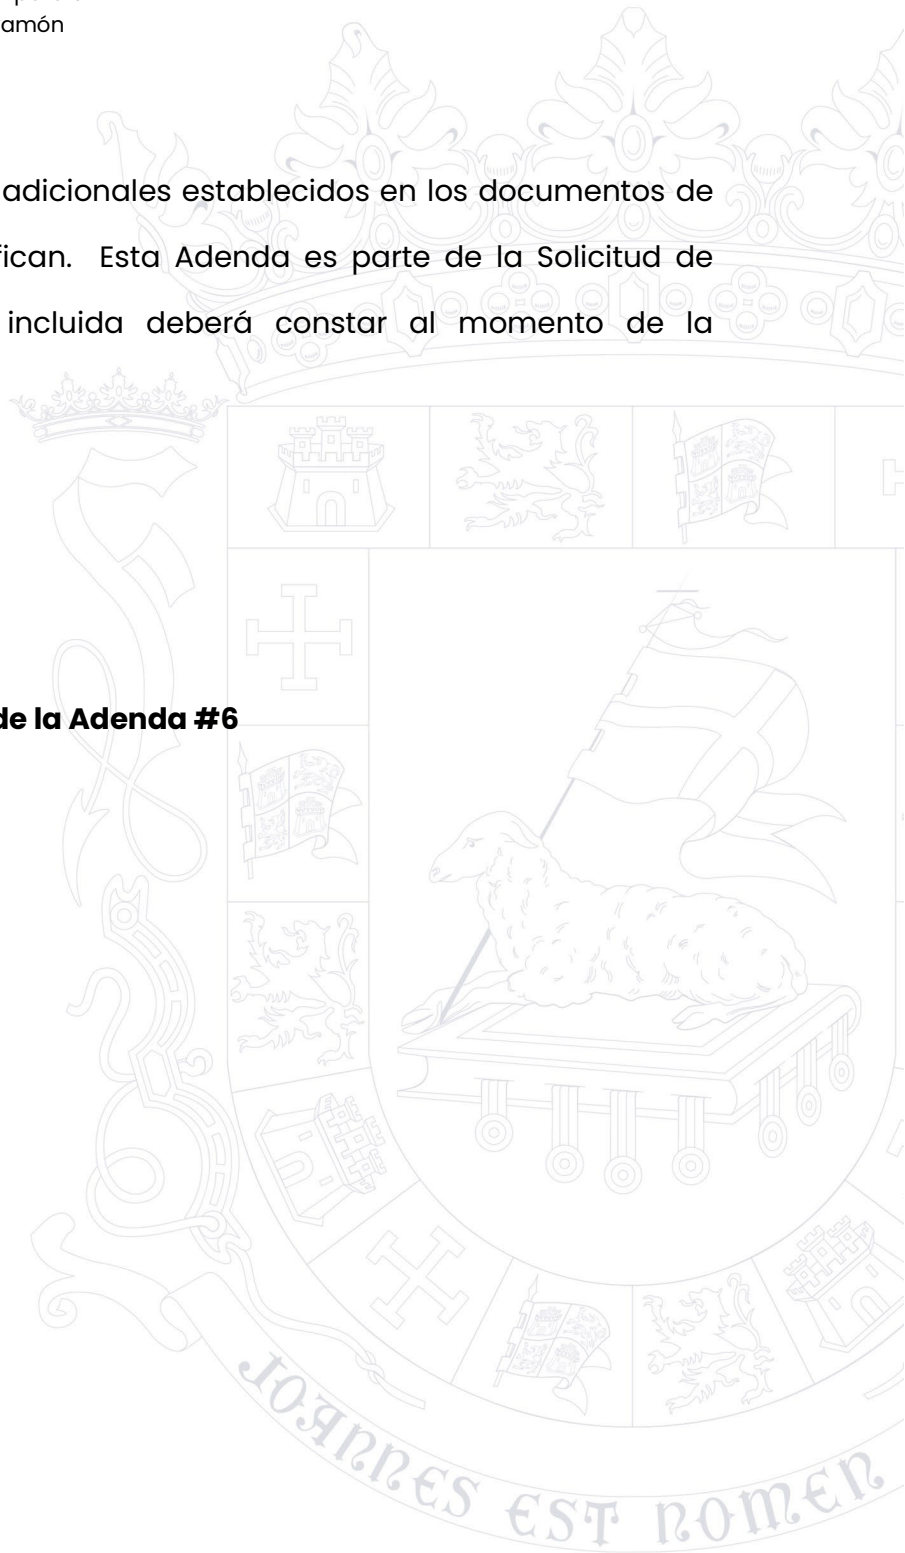 amón
adicionales establecidos en los documentos de
fican. Esta Adenda es parte de la Solicitud de
incluida deberá constar al momento de la
de la Adenda #6
JOANNES EST NOMEN